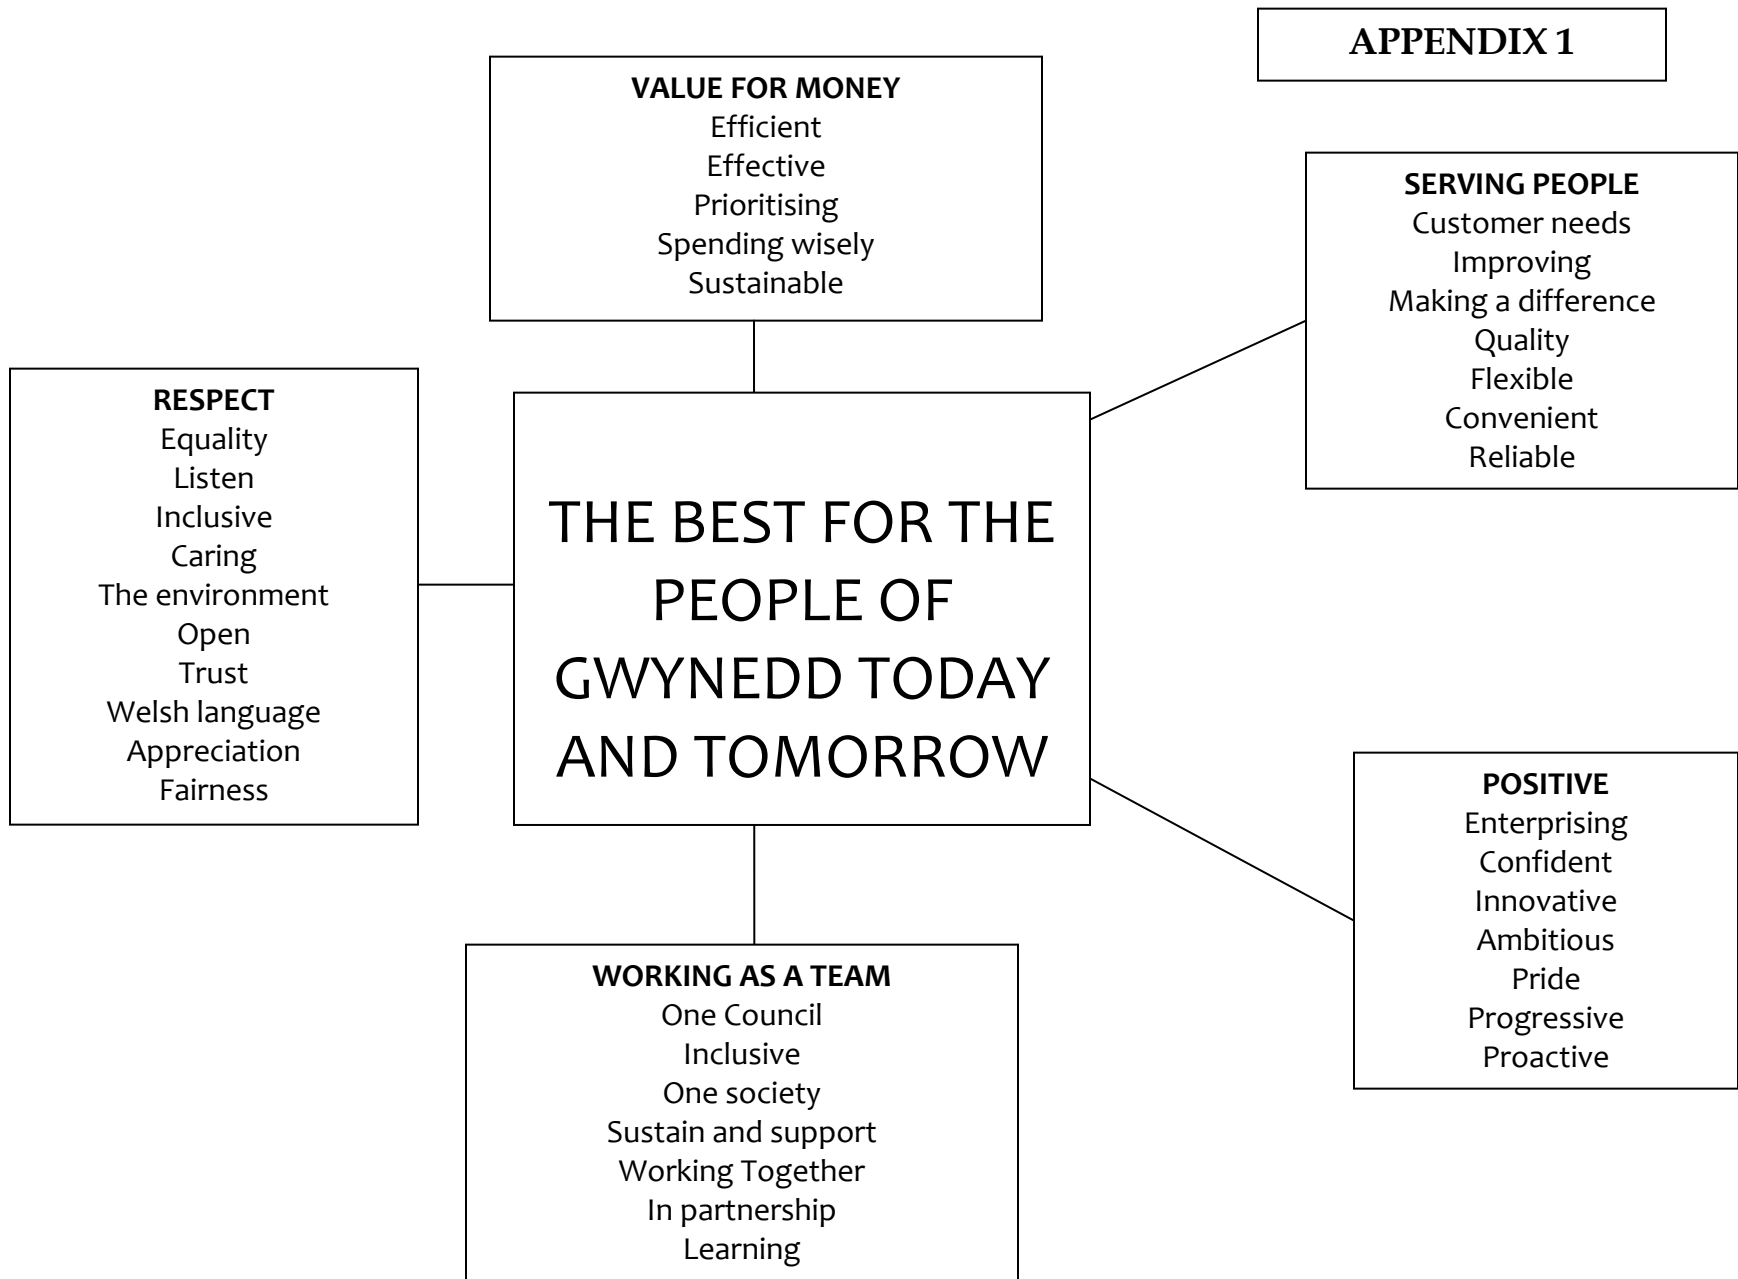 APPENDIX 1
VALUE FOR MONEY
Efficient
Effective
Prioritising
Spending wisely
Sustainable
SERVING PEOPLE
Customer needs
Improving
Making a difference
Quality
Flexible
Convenient
Reliable
RESPECT
Equality
Listen
Inclusive
Caring
The environment
Open
Trust
Welsh language
Appreciation
Fairness
THE BEST FOR THE
PEOPLE OF
GWYNEDD TODAY
AND TOMORROW
POSITIVE
Enterprising
Confident
Innovative
Ambitious
Pride
Progressive
Proactive
WORKING AS A TEAM
One Council
Inclusive
One society
Sustain and support
Working Together
In partnership
Learning